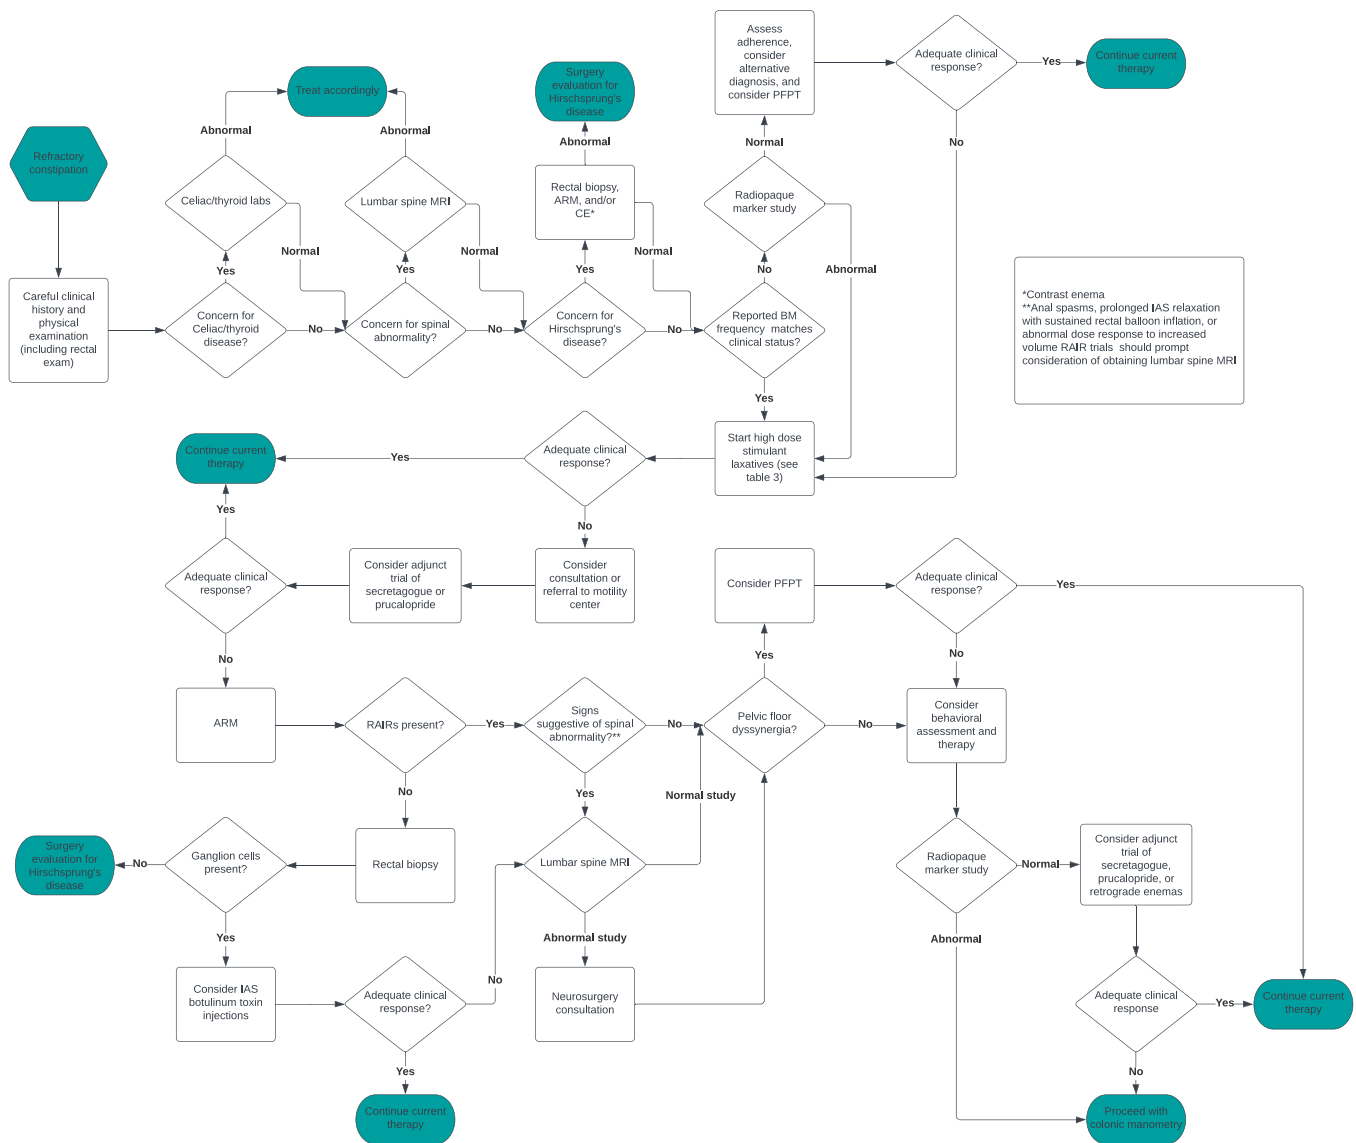 Assess
adherence,
consider
alternative
diagnosis, and
consider PFPT
Adequate clinical
response?
Yes
Continue current
therapy
Surgery
evaluation for
Hirschsprung's
disease
Treat accordingly
Abnormal
Abnormal
Abnormal
Normal
No
Refractory
constipation
Celiac/thyroid labs
Lumbar spine MRI
Rectal biopsy,
ARM, and/or
CE*
Radiopaque
marker study
Normal
Normal
Normal
Abnormal
Yes
Yes
Yes
No
Careful clinical
history and
physical
examination
(including rectal
exam)
Concern for
Celiac/thyroid
disease?
No
Concern for spinal
abnormality?
No
Concern for
Hirschsprung's
disease?
No
Reported BM
frequency matches
clinical status?
*Contrast enema
**Anal spasms, prolonged IAS relaxation
with sustained rectal balloon inflation, or
abnormal dose response to increased
volume RAIR trials should prompt
consideration of obtaining lumbar spine MRI
Yes
Continue current
therapy
Yes
Adequate clinical
response?
Start high dose
stimulant
laxatives (see
table 3)
Yes
No
Adequate clinical
response?
Consider adjunct
trial of
secretagogue or
prucalopride
Consider
consultation or
referral to motility
center
Consider PFPT
Adequate clinical
response?
Yes
No
Yes
No
ARM
RAIRs present?
Yes
Signs
suggestive of spinal
abnormality?**
No
Pelvic floor
dyssynergia?
No
Consider
behavioral
assessment and
therapy
No
Yes
Normal study
Surgery
evaluation for
Hirschsprung's
disease
No
Ganglion cells
present?
Rectal biopsy
Lumbar spine MRI
Radiopaque
marker study
Normal
Consider adjunct
trial of
secretagogue,
prucalopride, or
retrograde enemas
Yes
Abnormal study
Abnormal
No
Consider IAS
botulinum toxin
injections
Adequate clinical
response?
Neurosurgery
consultation
Adequate clinical
response
Yes
Continue current
therapy
Yes
No
Continue current
therapy
Proceed with
colonic manometry